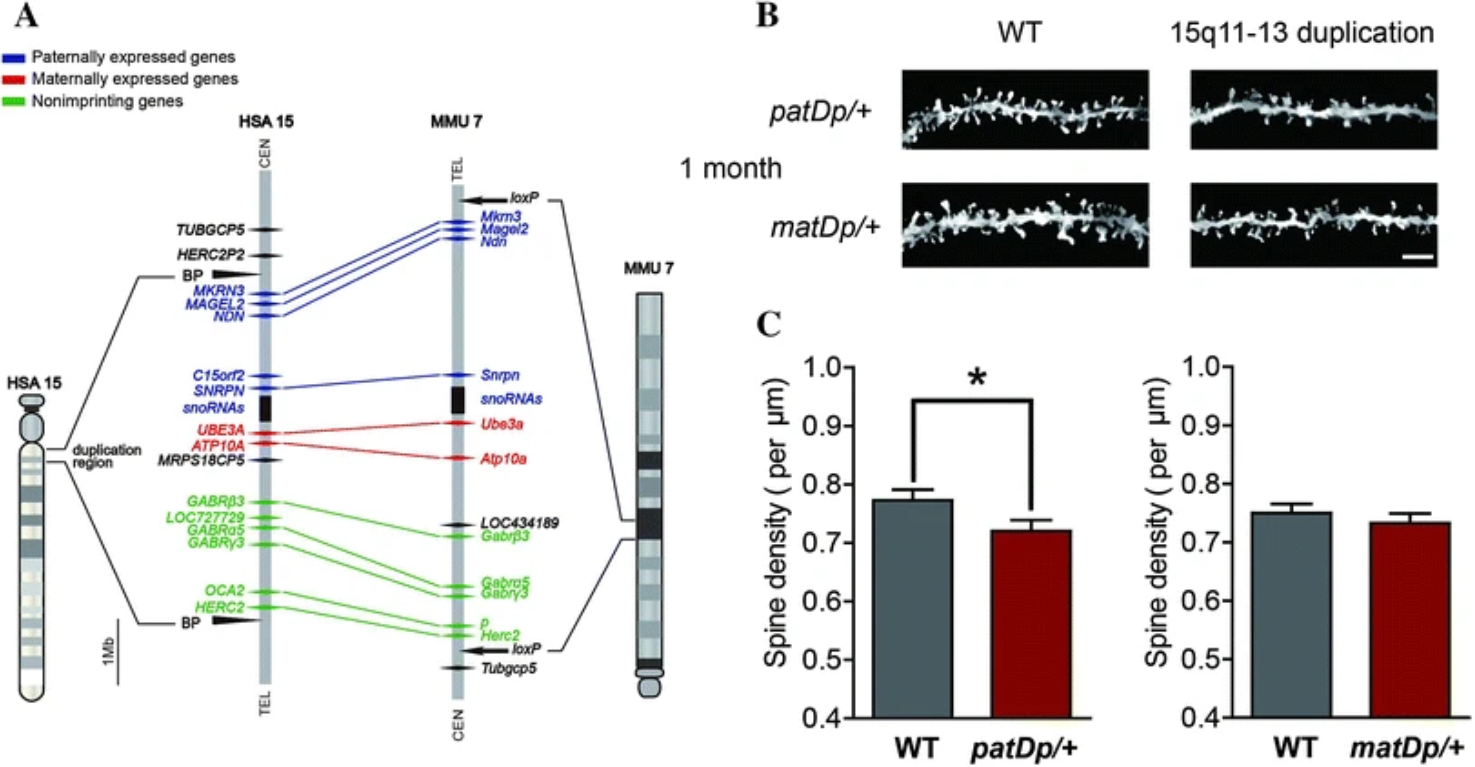 A
Paternally expressed genes
Maternally expressed genes
Nonimprinting genes
HSA 15
MMU 7
CEN
TEL
TUBGCP5
HERC2P2
BP
MKRN3
MAGEL2
NDN
C15orf2
SNRPN
snoRNAs
UBE3A
ATP10A
MRPS18CP5
GABRβ3
LOC727729
GABRα5
GABRγ3
OCA2
HERC2
BP
1Mb
TEL
loxP
Mkrn3
Magel2
Ndn
Snrpn
snoRNAs
Ube3a
Atp10a
LOC434189
Gabrβ3
Gabrα5
Gabrγ3
p
Herc2
loxP
Tubgcp5
CEN
HSA 15
duplication
region
MMU 7
B
WT 15q11-13 duplication
patDp/+
1 month
matDp/+
C
Spine density ( per μm)
1.0
0.9
0.8
0.7
0.6
0.5
0.4
*
WT patDp/+
Spine density ( per μm)
1.0
0.9
0.8
0.7
0.6
0.5
0.4
WT matDp/+